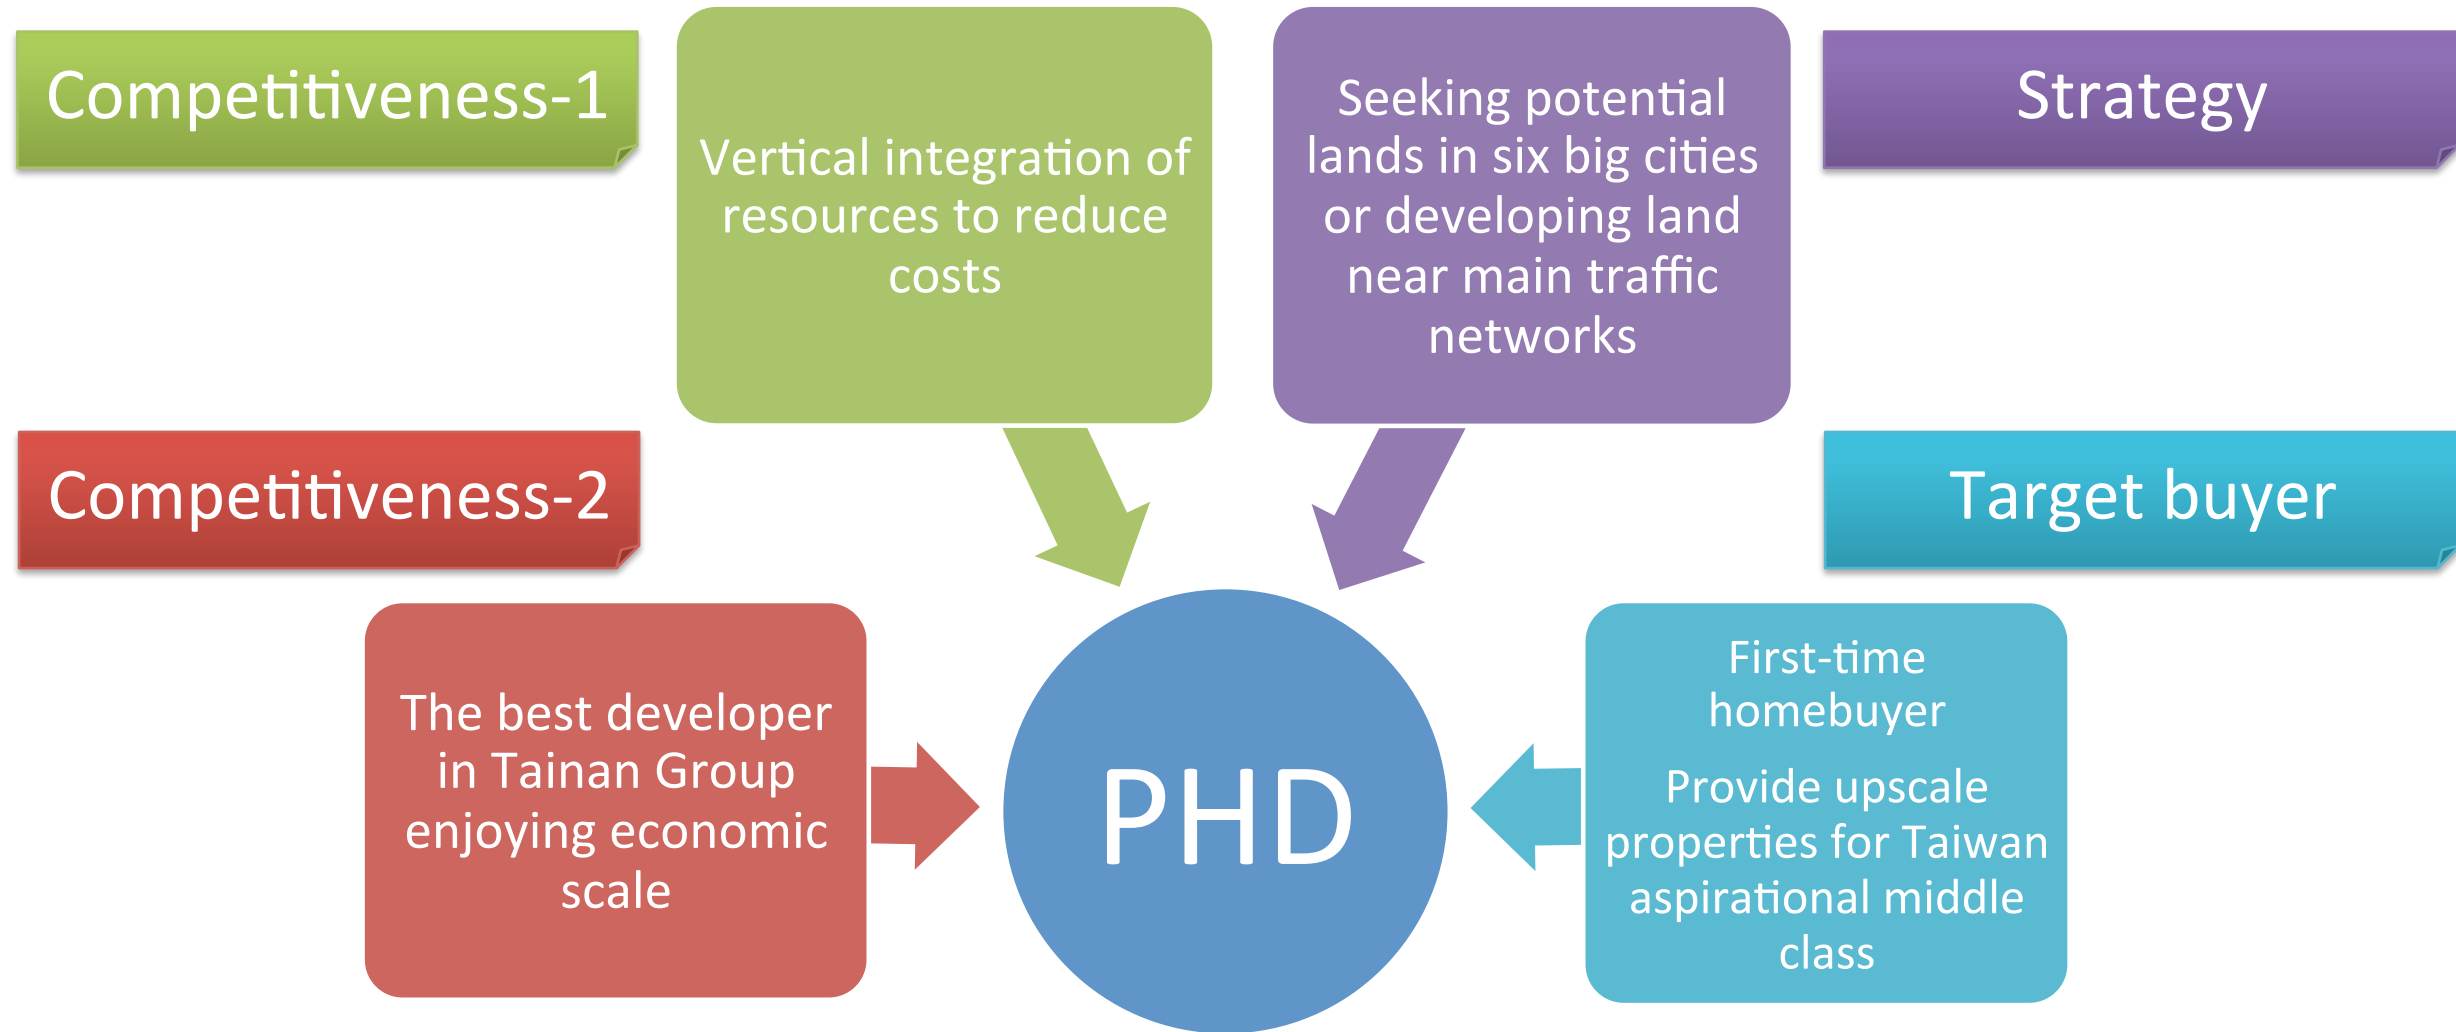 Competitiveness-1
Vertical integration of
resources to reduce
costs
Seeking potential
lands in six big cities
or developing land
near main traffic
networks
Strategy
Competitiveness-2
The best developer
in Tainan Group
enjoying economic
scale
PHD
Target buyer
First-time
homebuyer
Provide upscale
properties for Taiwan
aspirational middle
class